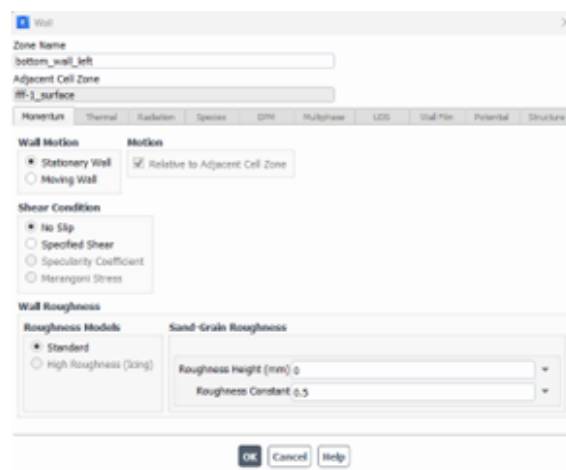 Wall
Zone Name
bottom_wall_left
Adjacent Cell Zone
fff-1_surface
Momentum Thermal Radiation Species DPM Multiphase UDS Wall Film Potential Structure
Wall Motion Motion
Stationary Wall Relative to Adjacent Cell Zone
Moving Wall
Shear Condition
No Slip
Specified Shear
Specularity Coefficient
Marangoni Stress
Wall Roughness
Roughness Models Sand-Grain Roughness
Standard
High Roughness (Icing)
Roughness Height (mm) 0
Roughness Constant 0.5
OK Cancel Help